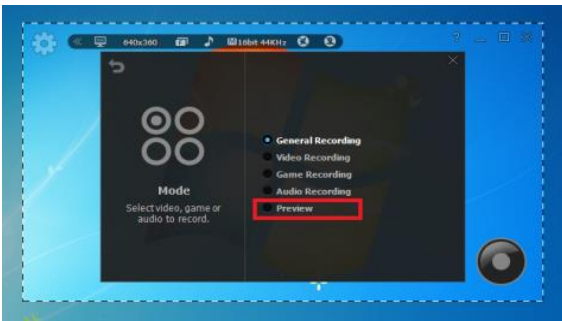 640x360 16bit 44KHz ?
Mode
Select video, game or
audio to record.
General Recording
Video Recording
Game Recording
Audio Recording
Preview